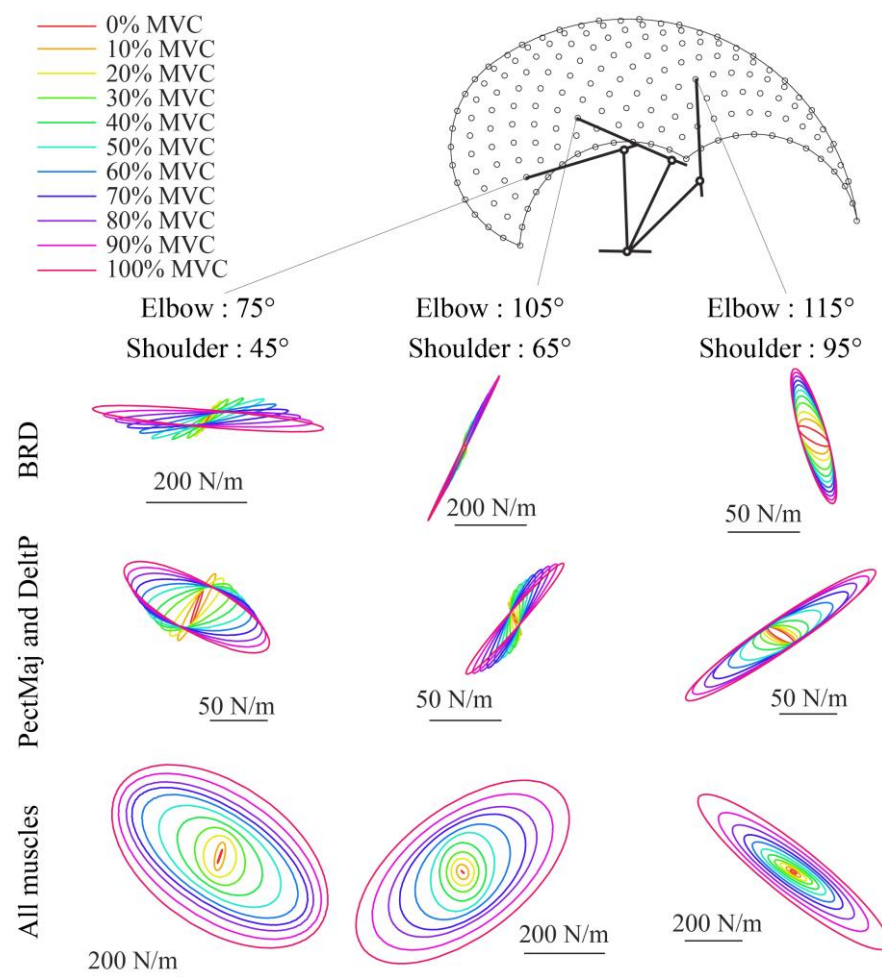 0% MVC
10% MVC
20% MVC
30% MVC
40% MVC
50% MVC
60% MVC
70% MVC
80% MVC
90% MVC
100% MVC
Elbow : 75°
Shoulder : 45°
Elbow : 105°
Shoulder : 65°
Elbow : 115°
Shoulder : 95°
BRD
200 N/m
200 N/m
50 N/m
PectMaj and DeltP
50 N/m
50 N/m
50 N/m
All muscles
200 N/m
200 N/m
200 N/m